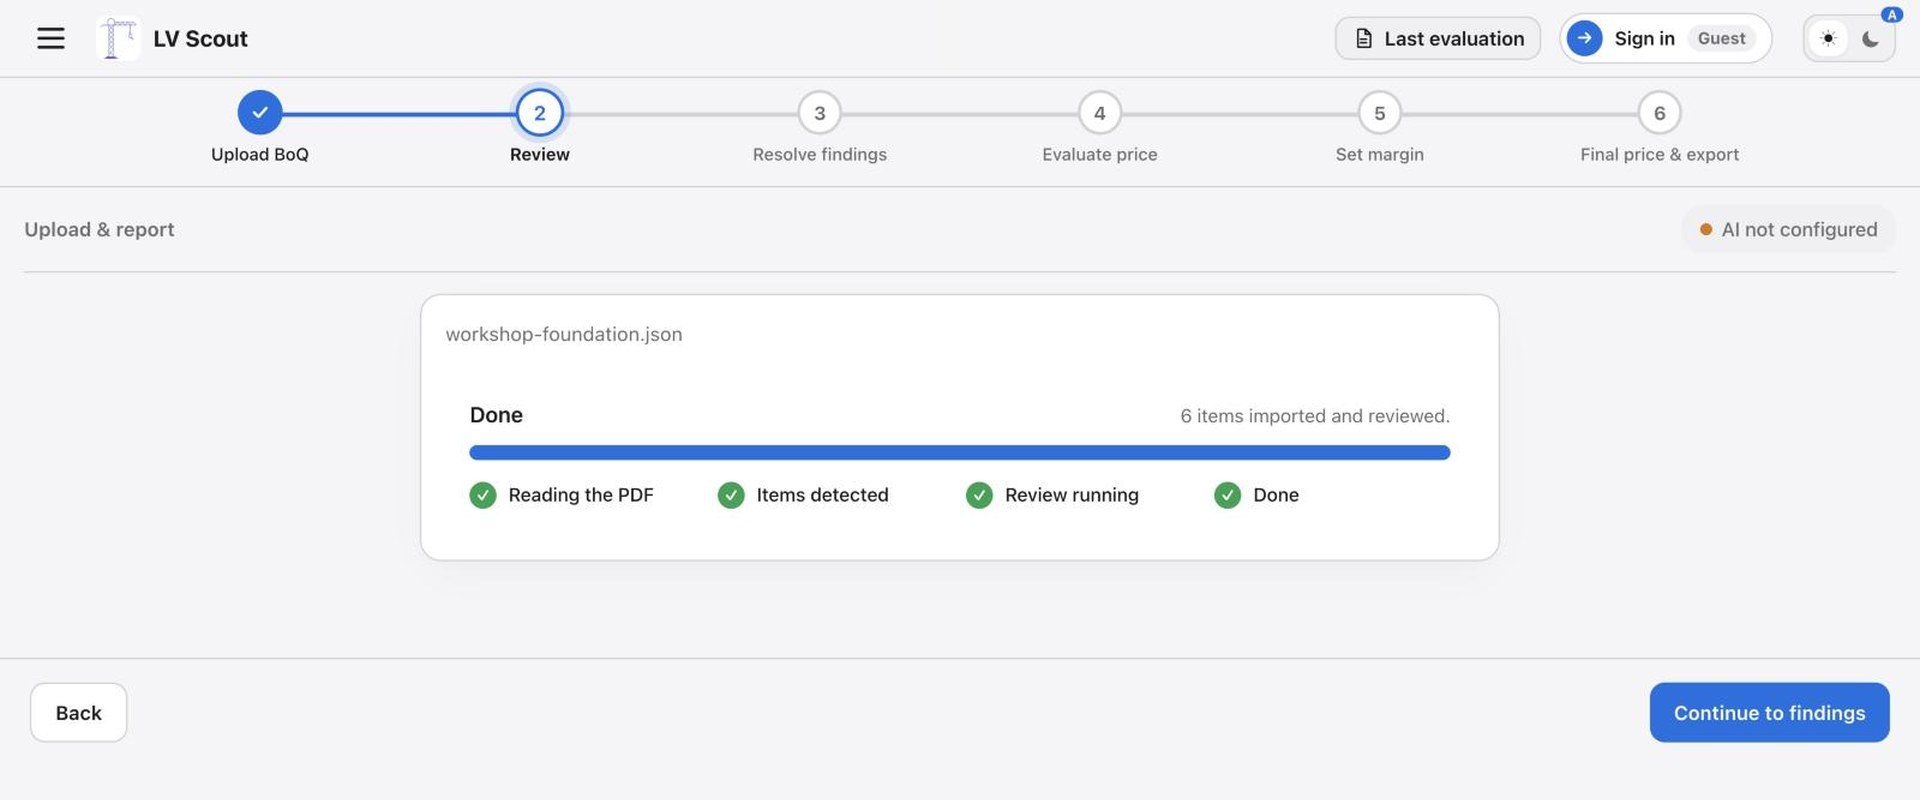 LV Scout
Last evaluation
Sign in Guest
A
2 3 4 5 6
Upload BoQ Review Resolve findings Evaluate price Set margin Final price & export
Upload & report
AI not configured
workshop-foundation.json
Done
6 items imported and reviewed.
Reading the PDF Items detected Review running Done
Back
Continue to findings